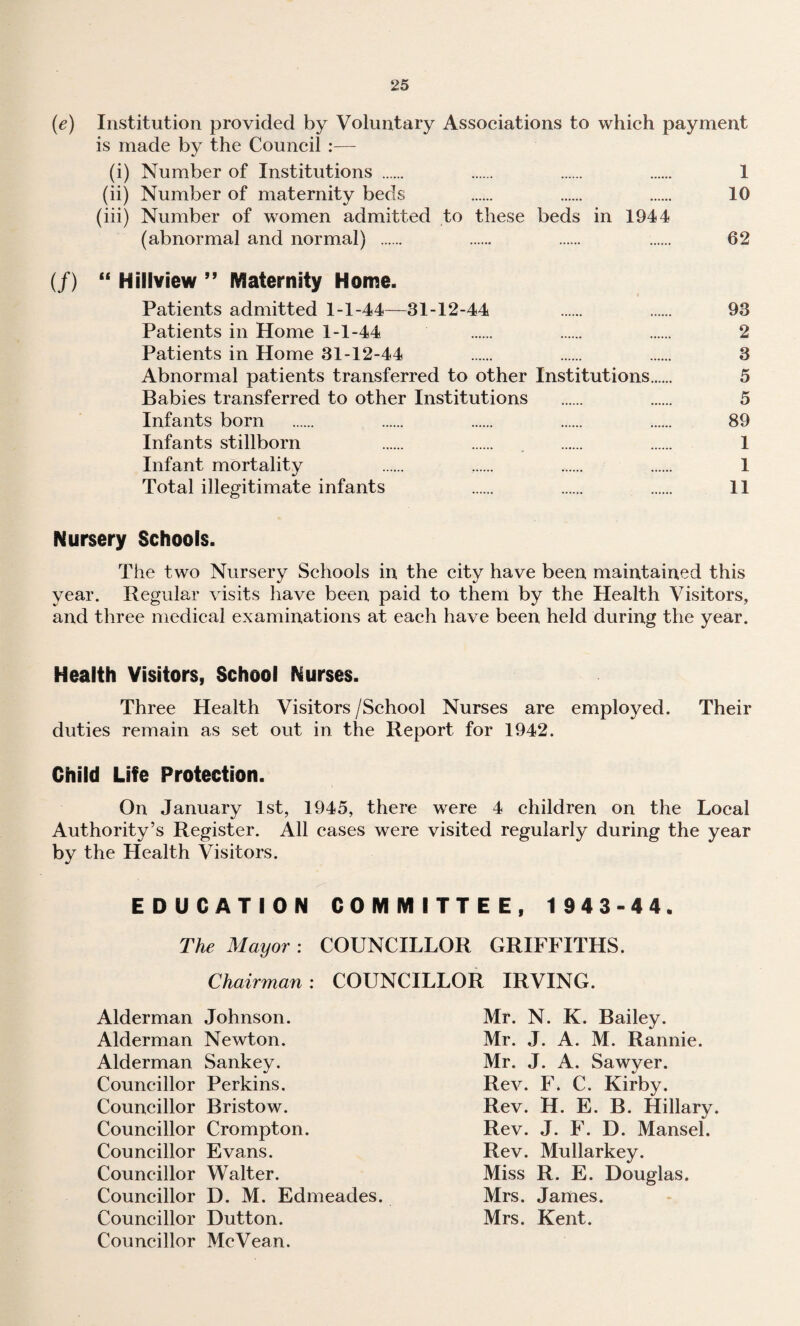 25
(e) Institution provided by Voluntary Associations to which payment
is made by the Council :—
(i) Number of Institutions ...... ...... ...... ...... 1
(ii) Number of maternity beds ...... ...... ...... 10
(iii) Number of women admitted to these beds in 1944
(abnormal and normal) ...... ...... ...... ...... 62
(f) “ Hillview ” Maternity Home.
Patients admitted 1-1-44—31-12-44 ...... ...... 93
Patients in Home 1-1-44 ...... ...... ...... 2
Patients in Home 31-12-44 ...... ...... ...... 3
Abnormal patients transferred to other Institutions...... 5
Babies transferred to other Institutions ...... ...... 5
Infants born ...... ...... ...... ...... ...... 89
Infants stillborn ...... ...... ...... ...... 1
Infant mortality ...... ...... ...... ...... 1
Total illegitimate infants ...... ...... ...... 11
Nursery Schools.
The two Nursery Schools in the city have been maintained this
year. Regular visits have been paid to them by the Health Visitors,
and three medical examinations at each have been held during the year.
Health Visitors, School Nurses.
Three Health Visitors/School Nurses are employed. Their
duties remain as set out in the Report for 1942.
Child Life Protection.
On January 1st, 1945, there were 4 children on the Local
Authority’s Register. All cases were visited regularly during the year
by the Health Visitors.
EDUCATION COMMITTEE, 1943-44.
The Mayor : COUNCILLOR GRIFFITHS.
Chairman : COUNCILLOR IRVING.
Alderman Johnson.
Alderman Newton.
Alderman Sankey.
Councillor Perkins.
Councillor Bristow.
Councillor Crompton.
Councillor Evans.
Councillor Walter.
Councillor D. M. Edmeades.
Councillor Dutton.
Councillor McVean.
Mr. N. K. Bailey.
Mr. J. A. M. Rannie.
Mr. J. A. Sawyer.
Rev. F. C. Kirby.
Rev. H. E. B. Hillary.
Rev. J. F. D. Mansel.
Rev. Mullarkey.
Miss R. E. Douglas.
Mrs. James.
Mrs. Kent.